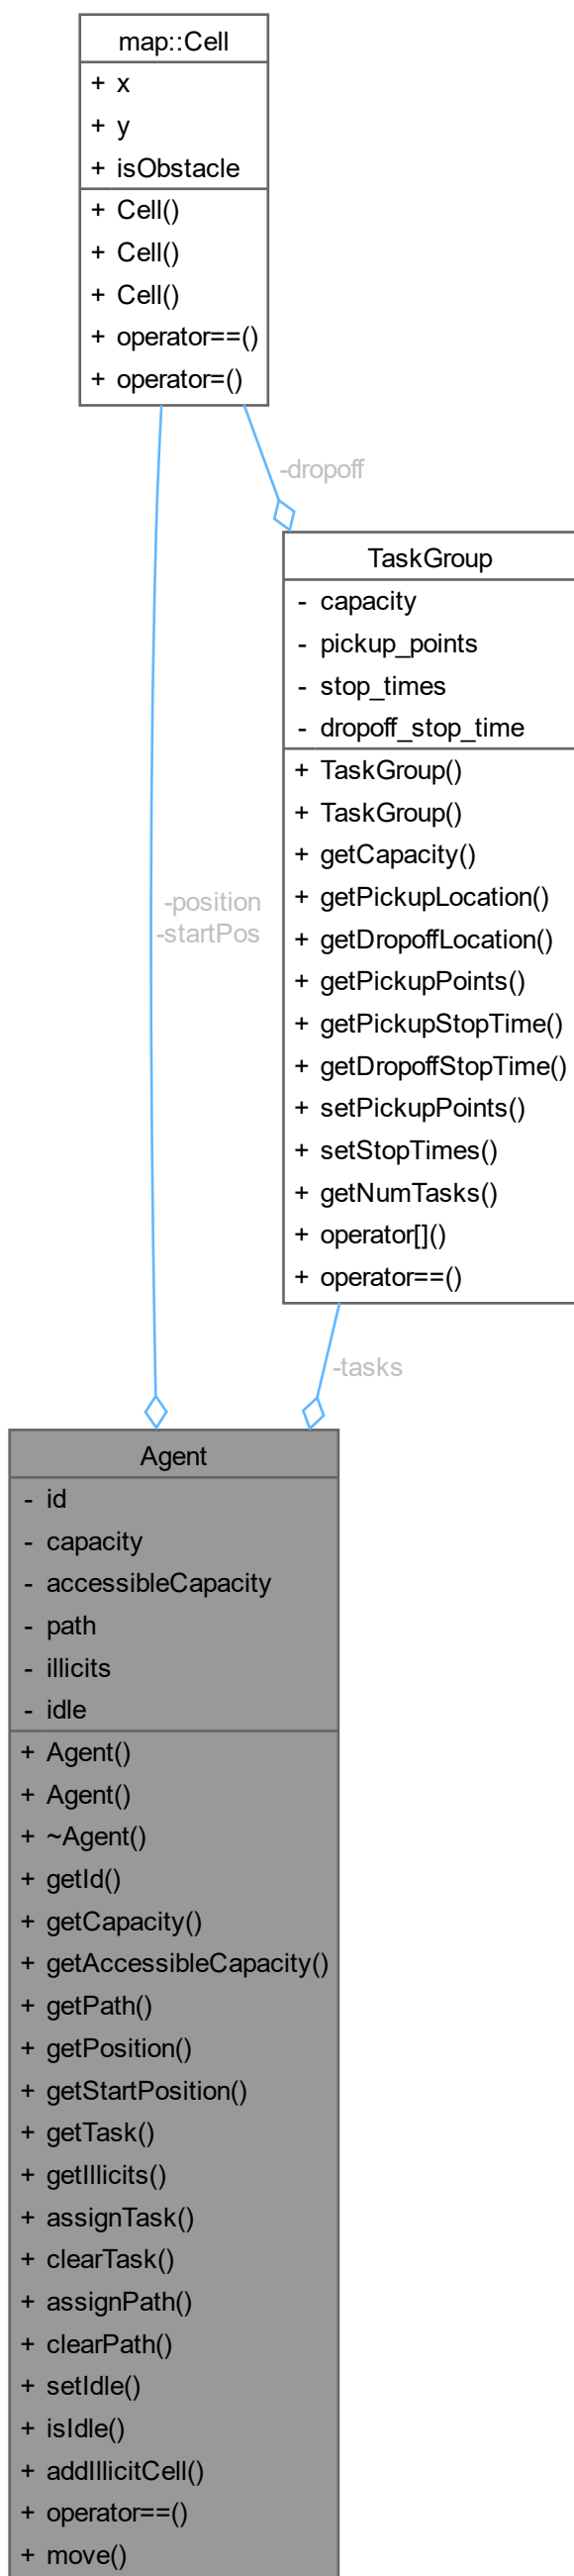 map::Cell
+ x
+ y
+ isObstacle
+ Cell()
+ Cell()
+ Cell()
+ operator==()
+ operator=()
-dropoff
TaskGroup
- capacity
- pickup_points
- stop_times
- dropoff_stop_time
+ TaskGroup()
+ TaskGroup()
+ getCapacity()
+ getPickupLocation()
+ getDropoffLocation()
+ getPickupPoints()
+ getPickupStopTime()
+ getDropoffStopTime()
+ setPickupPoints()
+ setStopTimes()
+ getNumTasks()
+ operator[]()
+ operator==()
-position
-startPos
-tasks
Agent
- id
- capacity
- accessibleCapacity
- path
- illicits
- idle
+ Agent()
+ Agent()
+ ~Agent()
+ getId()
+ getCapacity()
+ getAccessibleCapacity()
+ getPath()
+ getPosition()
+ getStartPosition()
+ getTask()
+ getIllicits()
+ assignTask()
+ clearTask()
+ assignPath()
+ clearPath()
+ setIdle()
+ isIdle()
+ addIllicitCell()
+ operator==()
+ move()